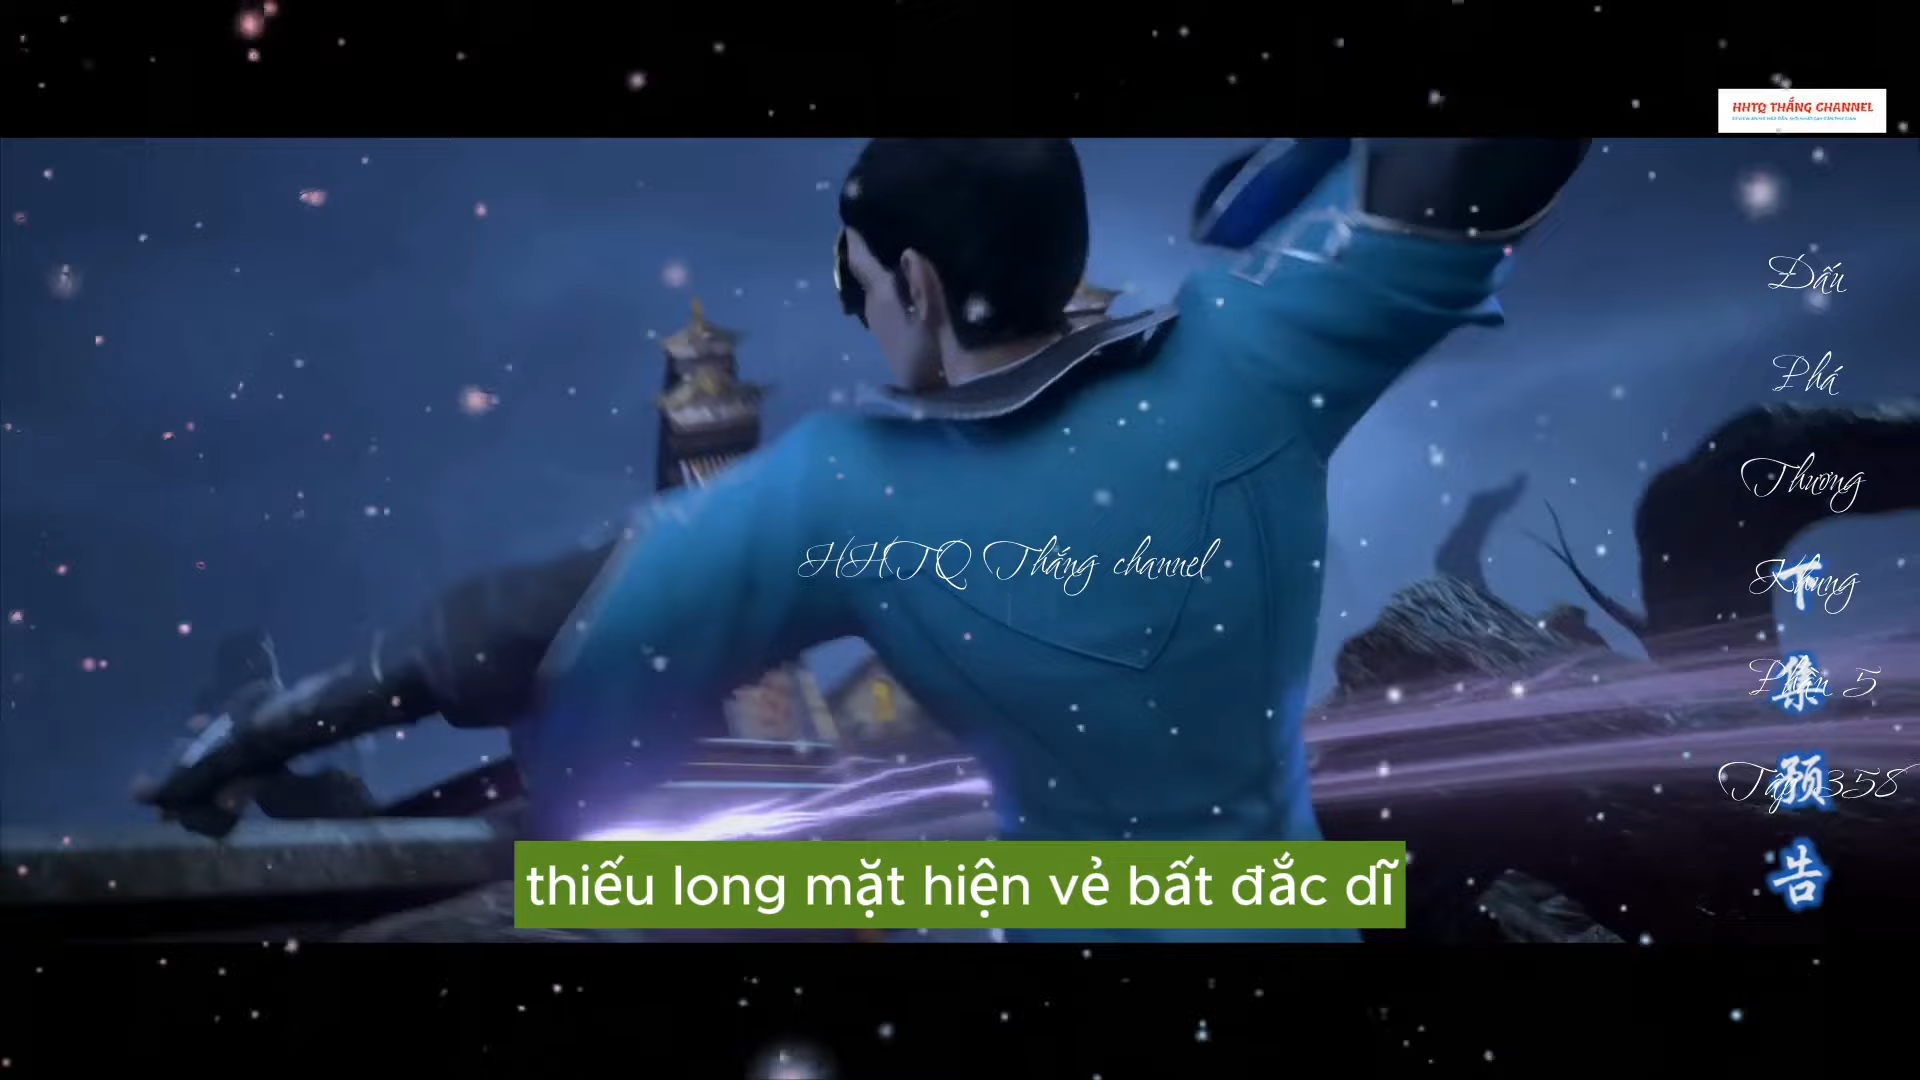 HHTQ THẮNG CHANNEL
Đấu
Phá
Thương
Khung
Phần 5
Tập 358
下
集
预
告
HHTQ Thắng channel
thiếu long mặt hiện vẻ bất đắc dĩ